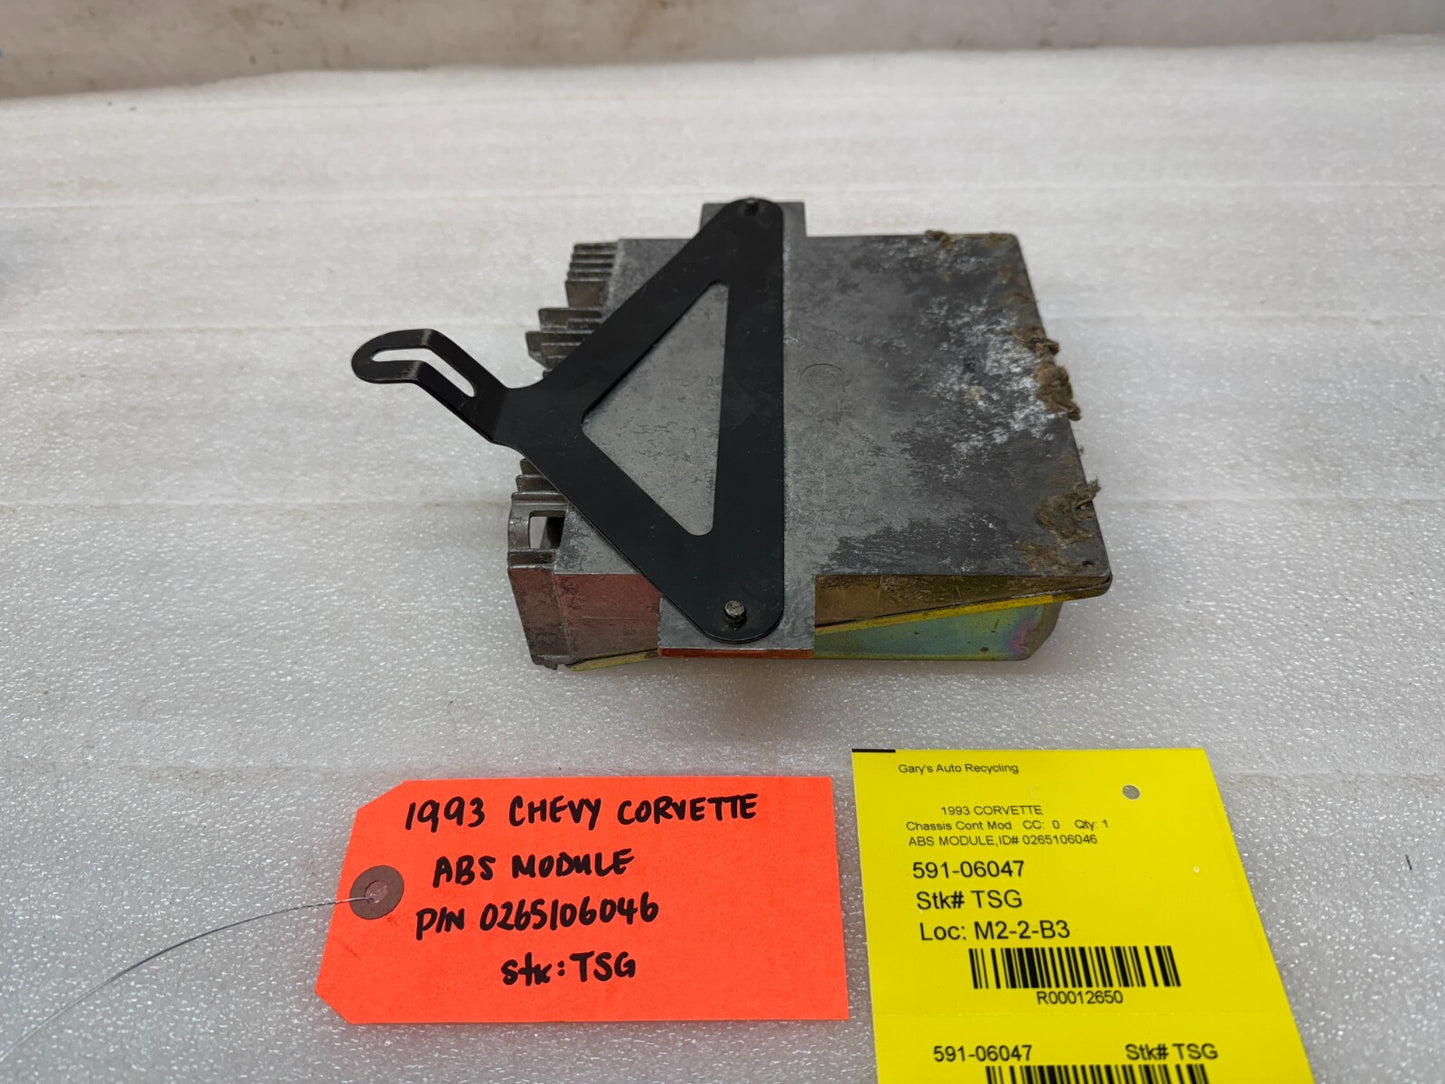 1993 CHEVY CORVETTE
ABS MODULE
P/N 0265106046
Stk: TSG
Gary's Auto Recycling
1993 CORVETTE
Chassis Cont Mod CC: 0 Qty: 1
ABS MODULE,ID# 0265106046
591-06047
Stk# TSG
Loc: M2-2-B3
R00012650
591-06047 Stk# TSG